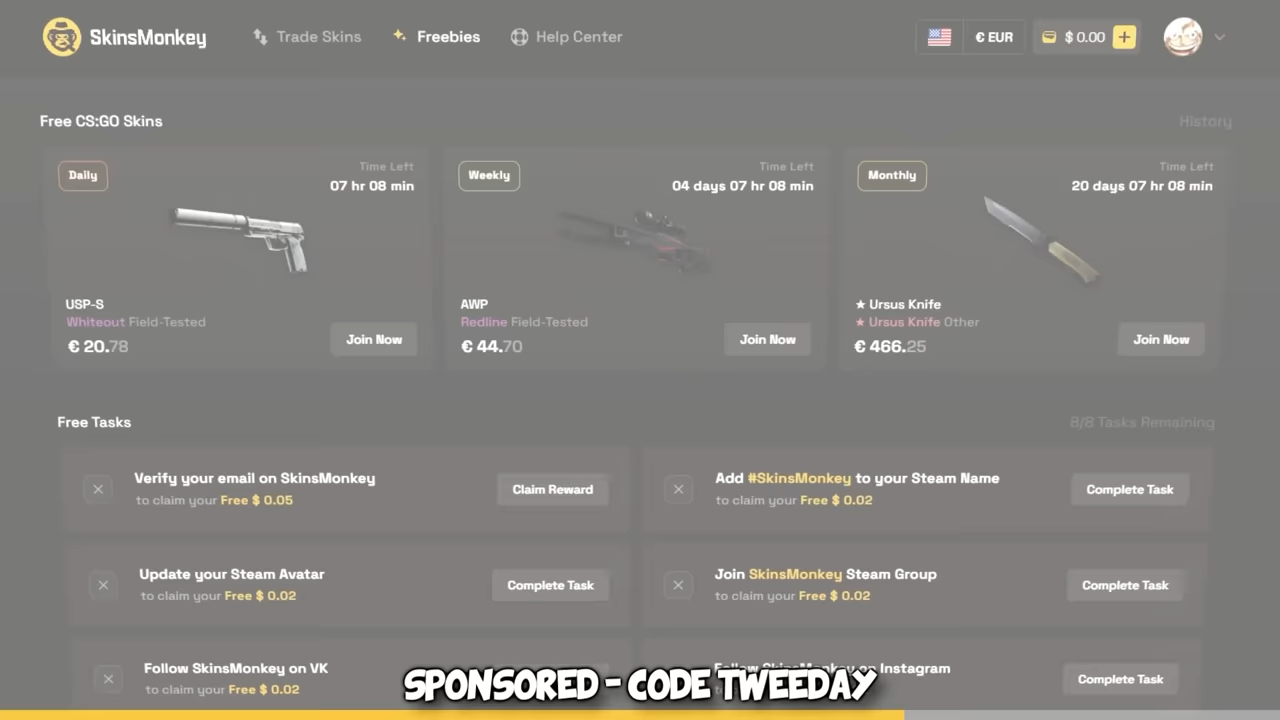 SkinsMonkey
Trade Skins
Freebies
Help Center
€ EUR
$ 0.00 +
Free CS:GO Skins
History
Daily
Time Left
07 hr 08 min
USP-S
Whiteout Field-Tested
€ 20.78
Join Now
Weekly
Time Left
04 days 07 hr 08 min
AWP
Redline Field-Tested
€ 44.70
Join Now
Monthly
Time Left
20 days 07 hr 08 min
★ Ursus Knife
★ Ursus Knife Other
€ 466.25
Join Now
Free Tasks
8/8 Tasks Remaining
Verify your email on SkinsMonkey
to claim your Free $ 0.05
Claim Reward
Add #SkinsMonkey to your Steam Name
to claim your Free $ 0.02
Complete Task
Update your Steam Avatar
to claim your Free $ 0.02
Complete Task
Join SkinsMonkey Steam Group
to claim your Free $ 0.02
Complete Task
Follow SkinsMonkey on VK
to claim your Free $ 0.02
Follow SkinsMonkey on Instagram
Complete Task
SPONSORED - CODE TWEEDAY